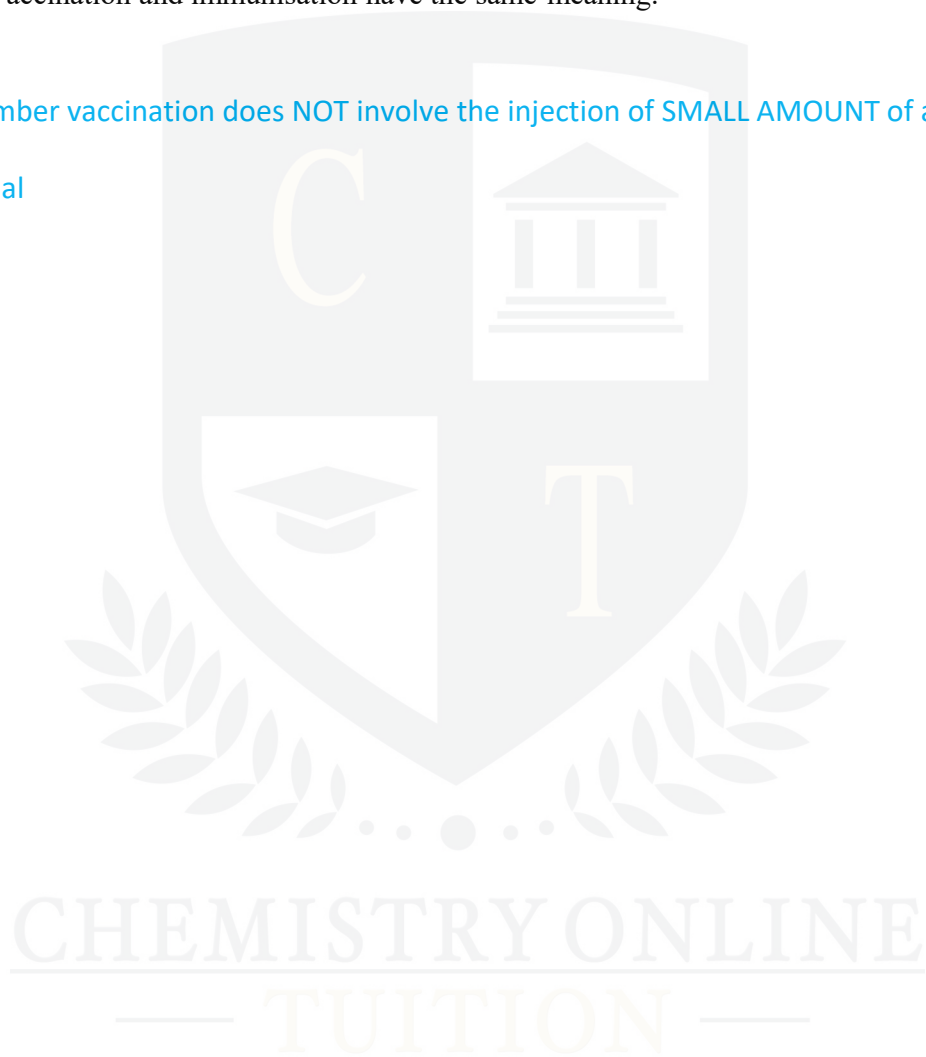 accination and immunisation have the same meaning.
mber vaccination does NOT involve the injection of SMALL AMOUNT of a
al
C
T
CHEMISTRY ONLINE
TUITION